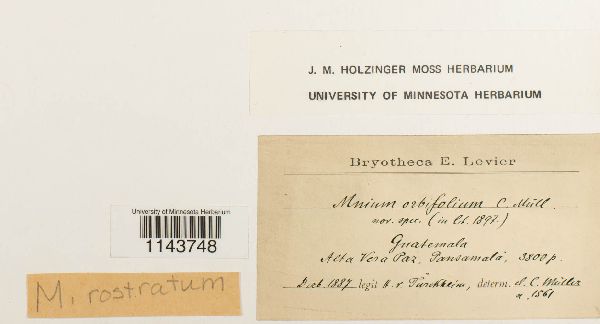 J. M. HOLZINGER MOSS HERBARIUM
UNIVERSITY OF MINNESOTA HERBARIUM
Bryotheca E. Levier
Mnium orbifolium C. Müll.
nov. spec. (in lit. 1897.)
Guatemala
Alta Vera Paz, Pansamalá, 3800 p.
Dec. 1887 legit H. v. Türckheim, determ. C. Müller
n. 1561
University of Minnesota Herbarium
1143748
M. rostratum